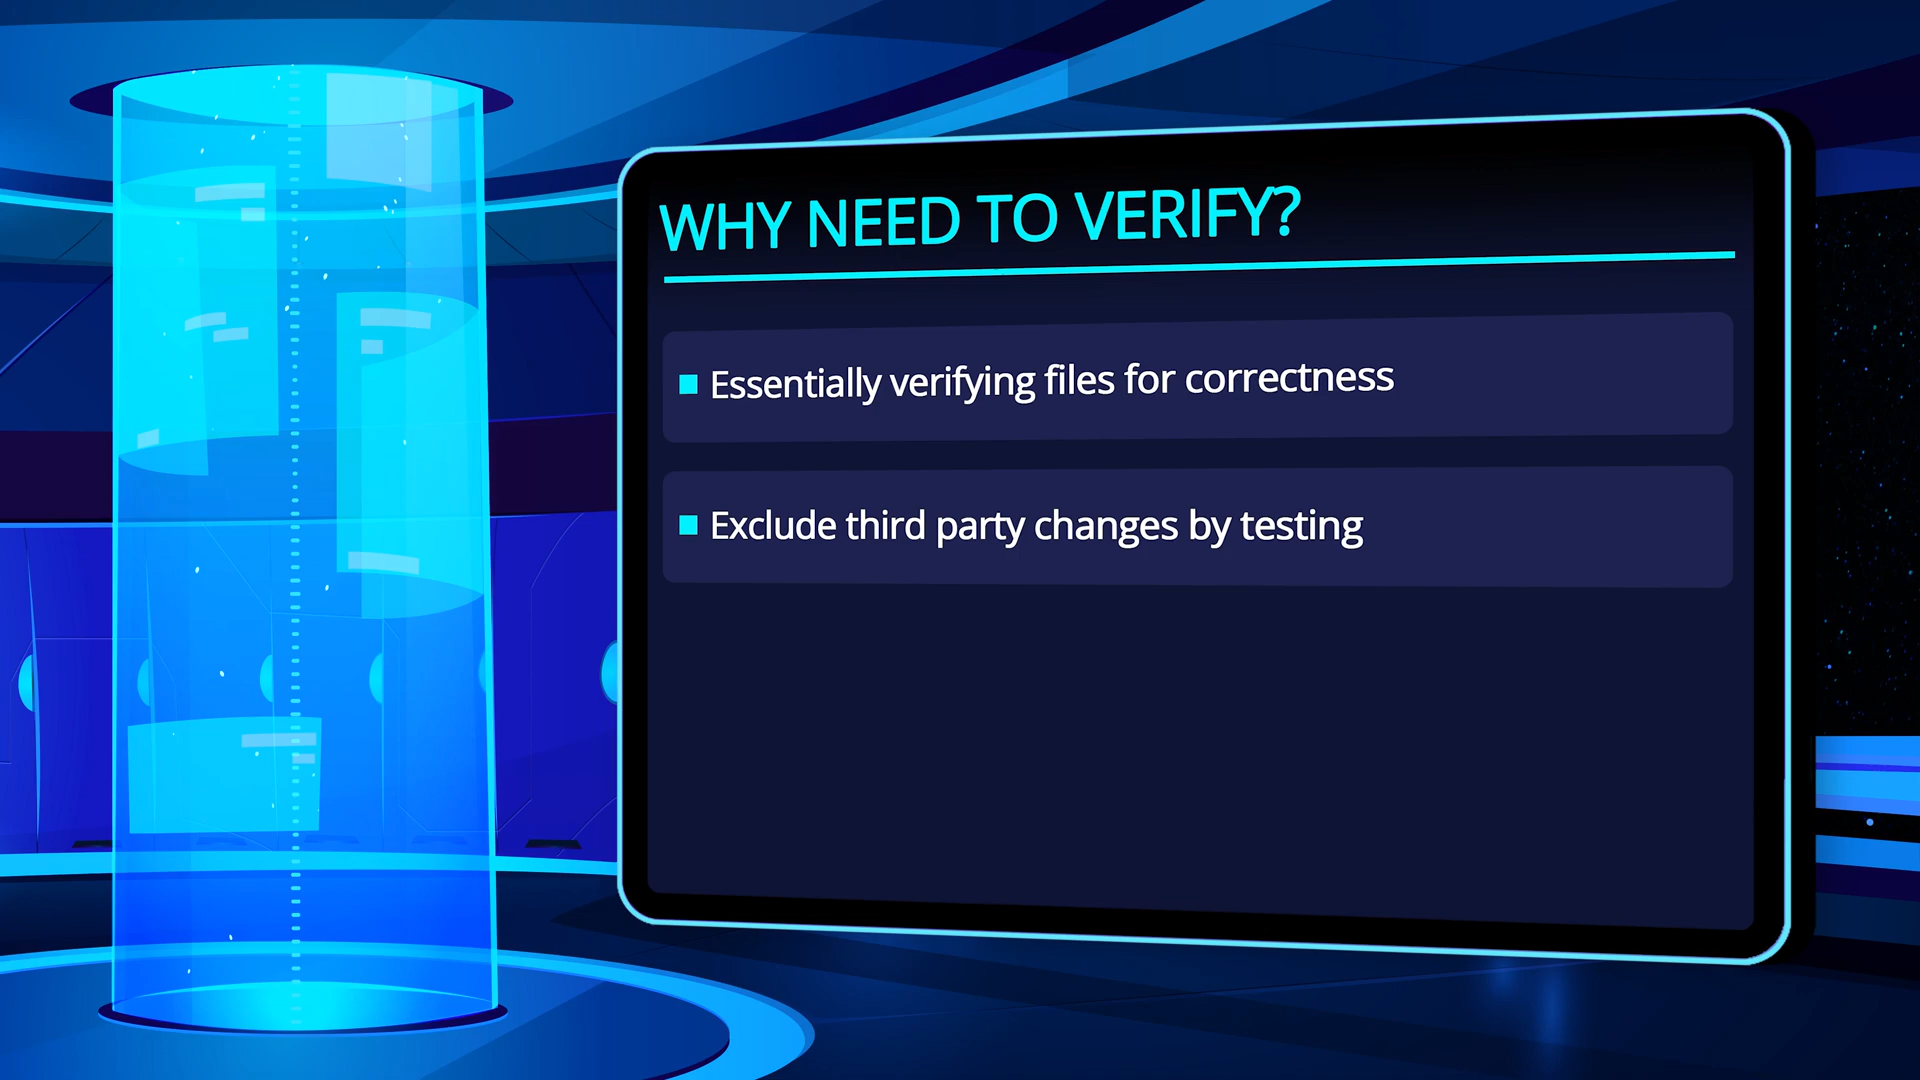 WHY NEED TO VERIFY?
Essentially verifying files for correctness
Exclude third party changes by testing